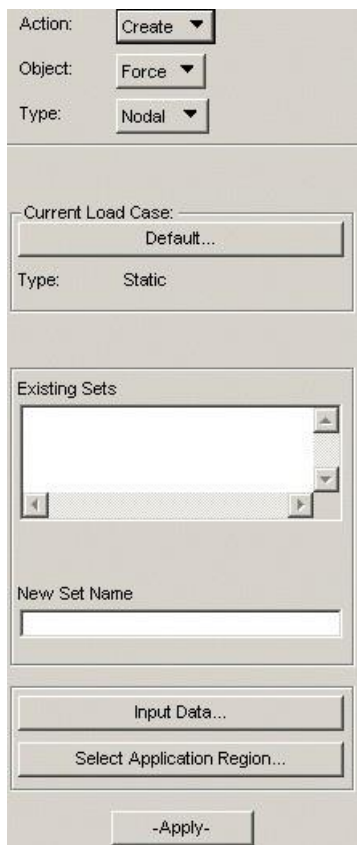 Action: Create
Object: Force
Type: Nodal
Current Load Case:
Default...
Type: Static
Existing Sets
New Set Name
Input Data...
Select Application Region...
-Apply-